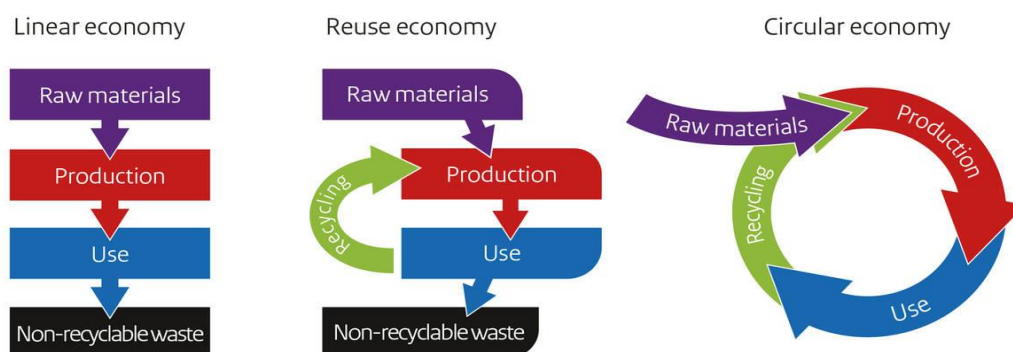 Linear economy
Raw materials
Production
Use
Non-recyclable waste
Reuse economy
Raw materials
Production
Recycling
Use
Non-recyclable waste
Circular economy
Raw materials
Production
Recycling
Use